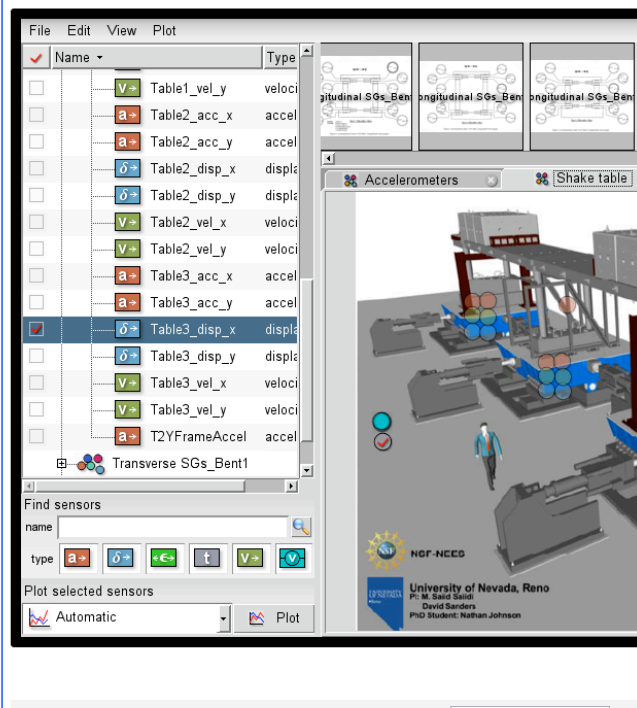 File Edit View Plot
Name Type
Table1_vel_y veloci
Table2_acc_x accel
Table2_acc_y accel
Table2_disp_x displa
Table2_disp_y displa
Table2_vel_x veloci
Table2_vel_y veloci
Table3_acc_x accel
Table3_acc_y accel
Table3_disp_x displa
Table3_disp_y displa
Table3_vel_x veloci
Table3_vel_y veloci
T2YFrameAccel accel
Transverse SGs_Bent1
Find sensors
name
type a δ ϵ t V V
Plot selected sensors
Automatic Plot
gitudinal SGs_Bent ongitudinal SGs_Bent ongitudinal SGs_Ben
Accelerometers Shake table
NSF NSF-NEES
University of Nevada, Reno
PI: M. Saiid Saiidi
David Sanders
PhD Student: Nathan Johnson